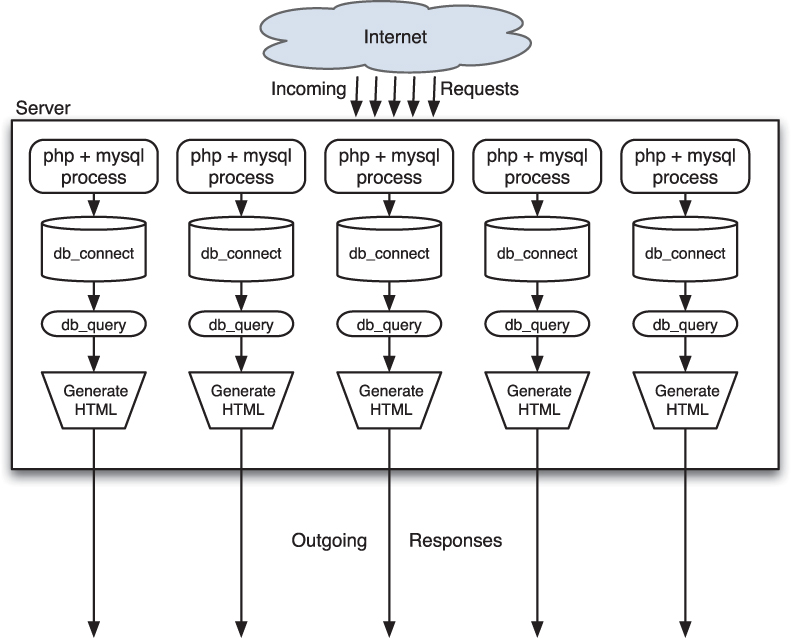 Internet
Incoming
Requests
Server
php + mysql
process
php + mysql
process
php + mysql
process
php + mysql
process
php + mysql
process
db_connect
db_connect
db_connect
db_connect
db_connect
db_query
db_query
db_query
db_query
db_query
Generate
HTML
Generate
HTML
Generate
HTML
Generate
HTML
Generate
HTML
Outgoing
Responses